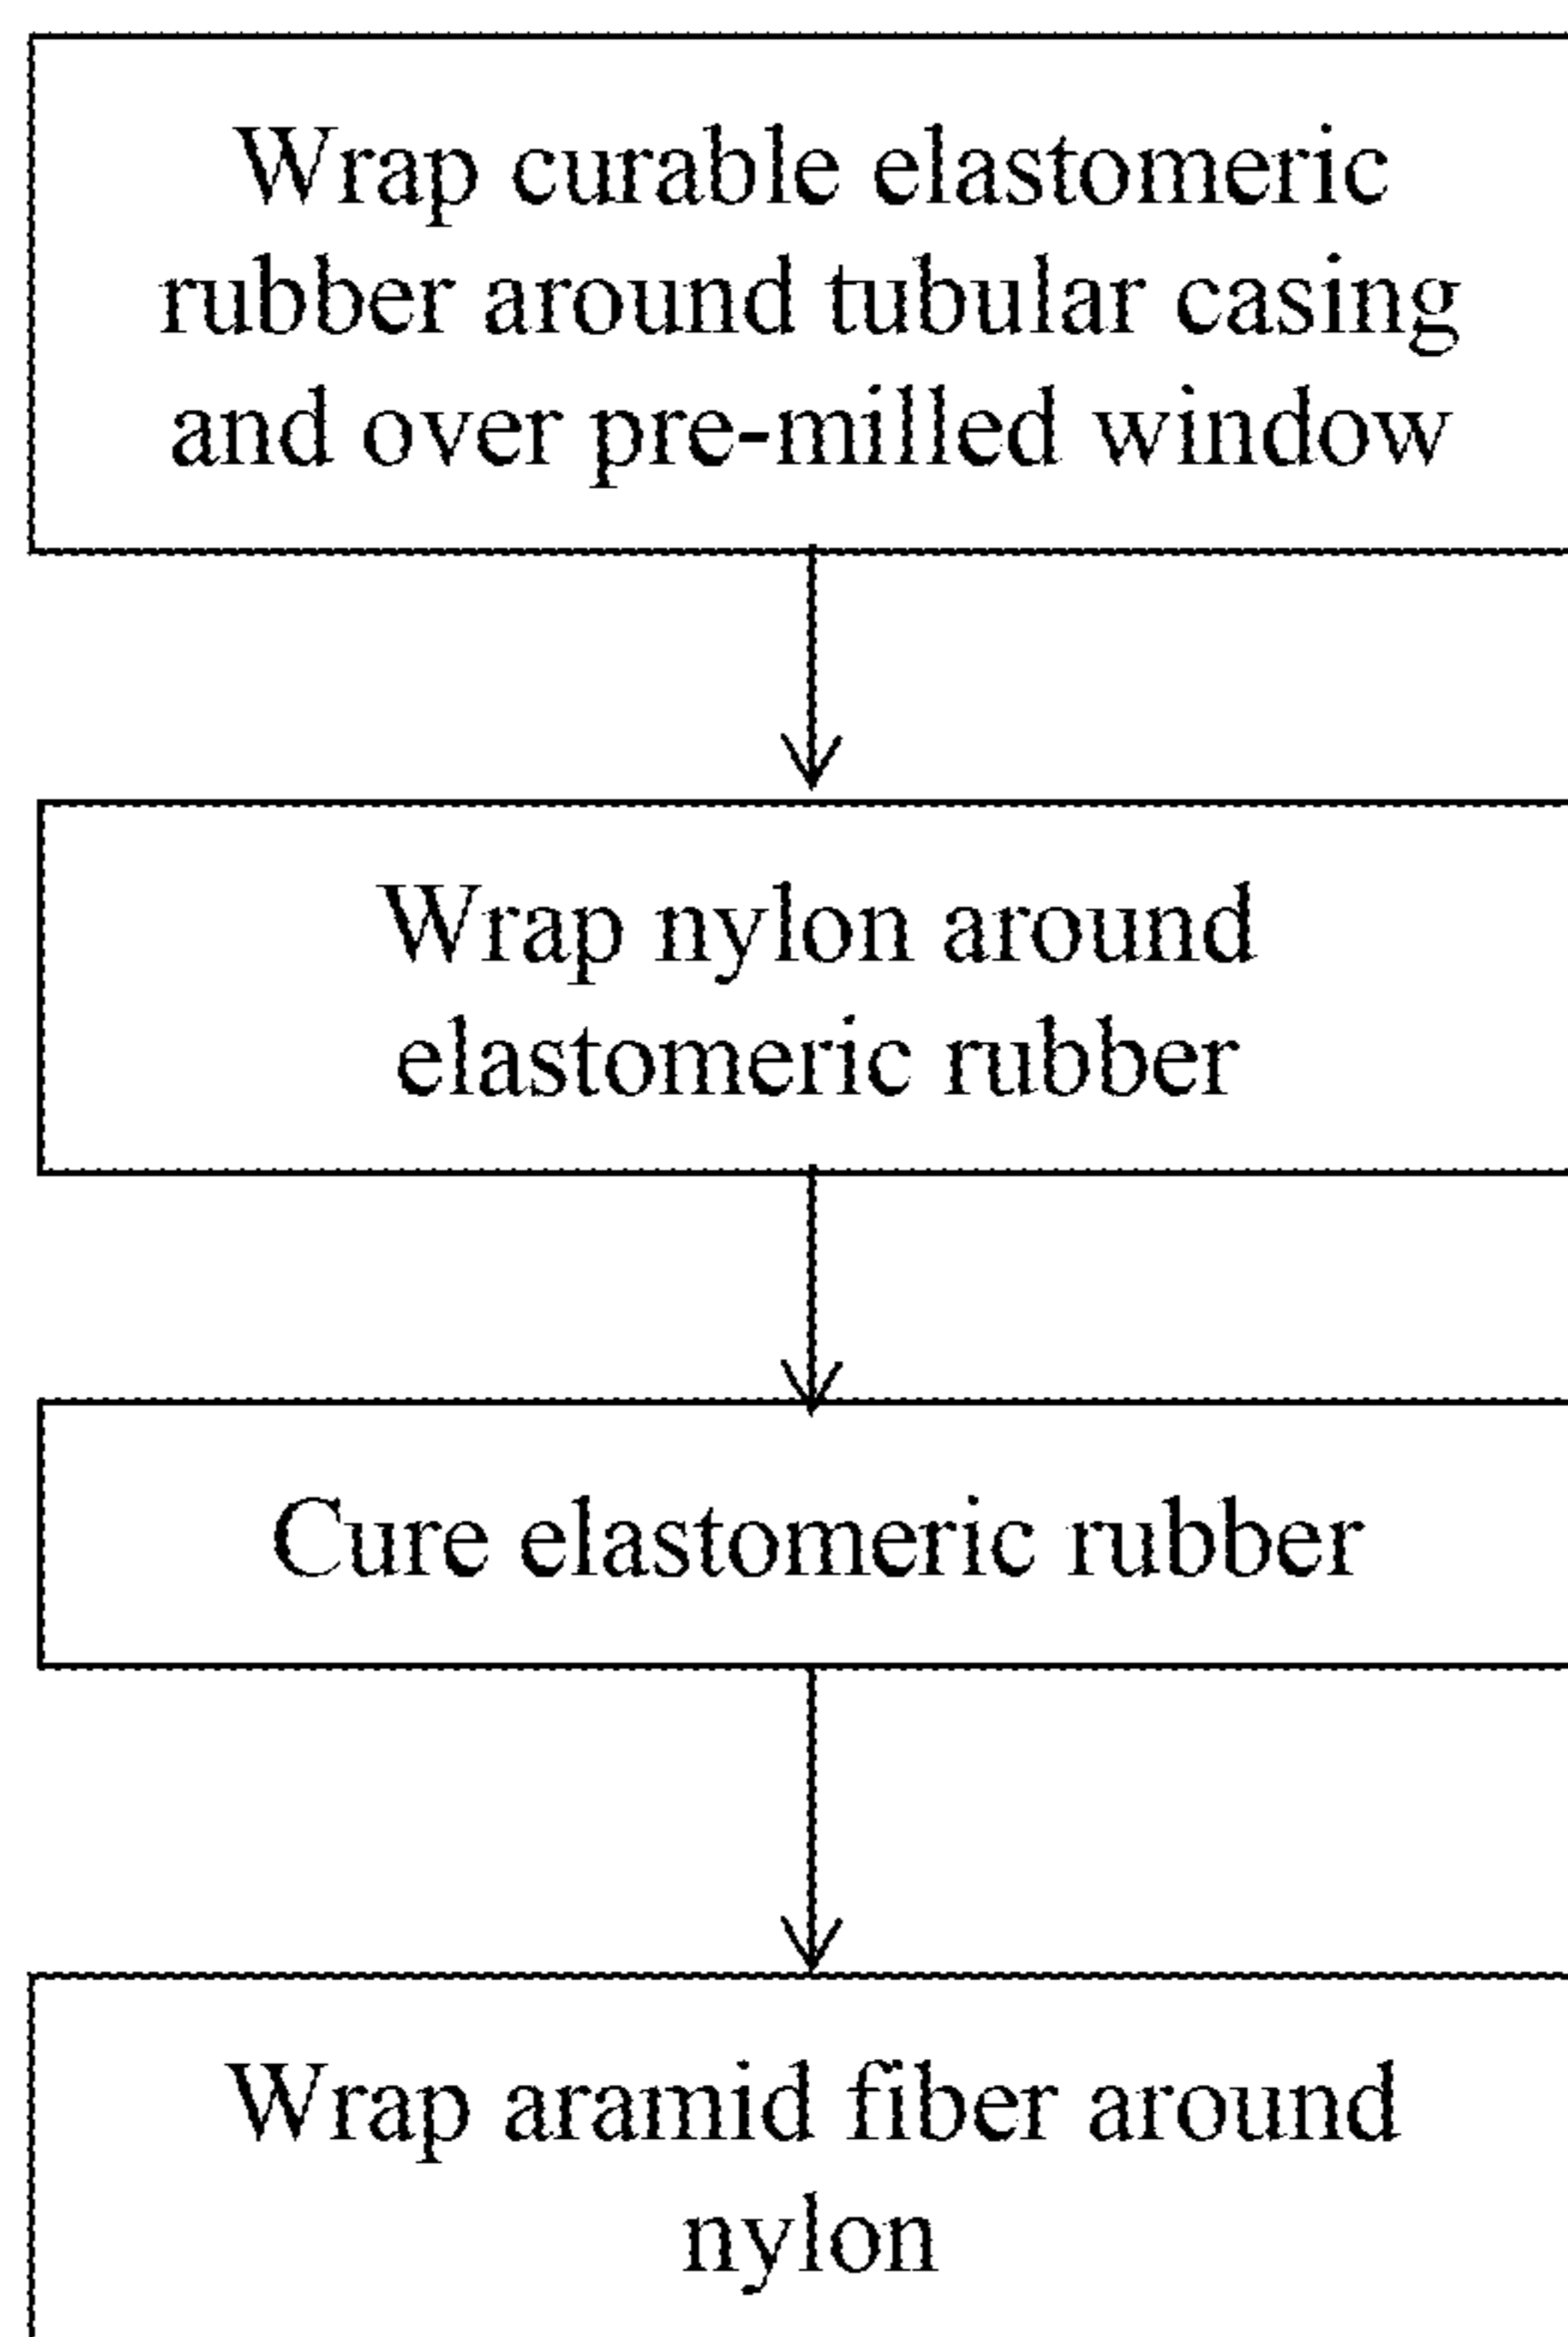 Wrap curable elastomeric
rubber around tubular casing
and over pre-milled window
Wrap nylon around
elastomeric rubber
Cure elastomeric rubber
Wrap aramid fiber around
nylon